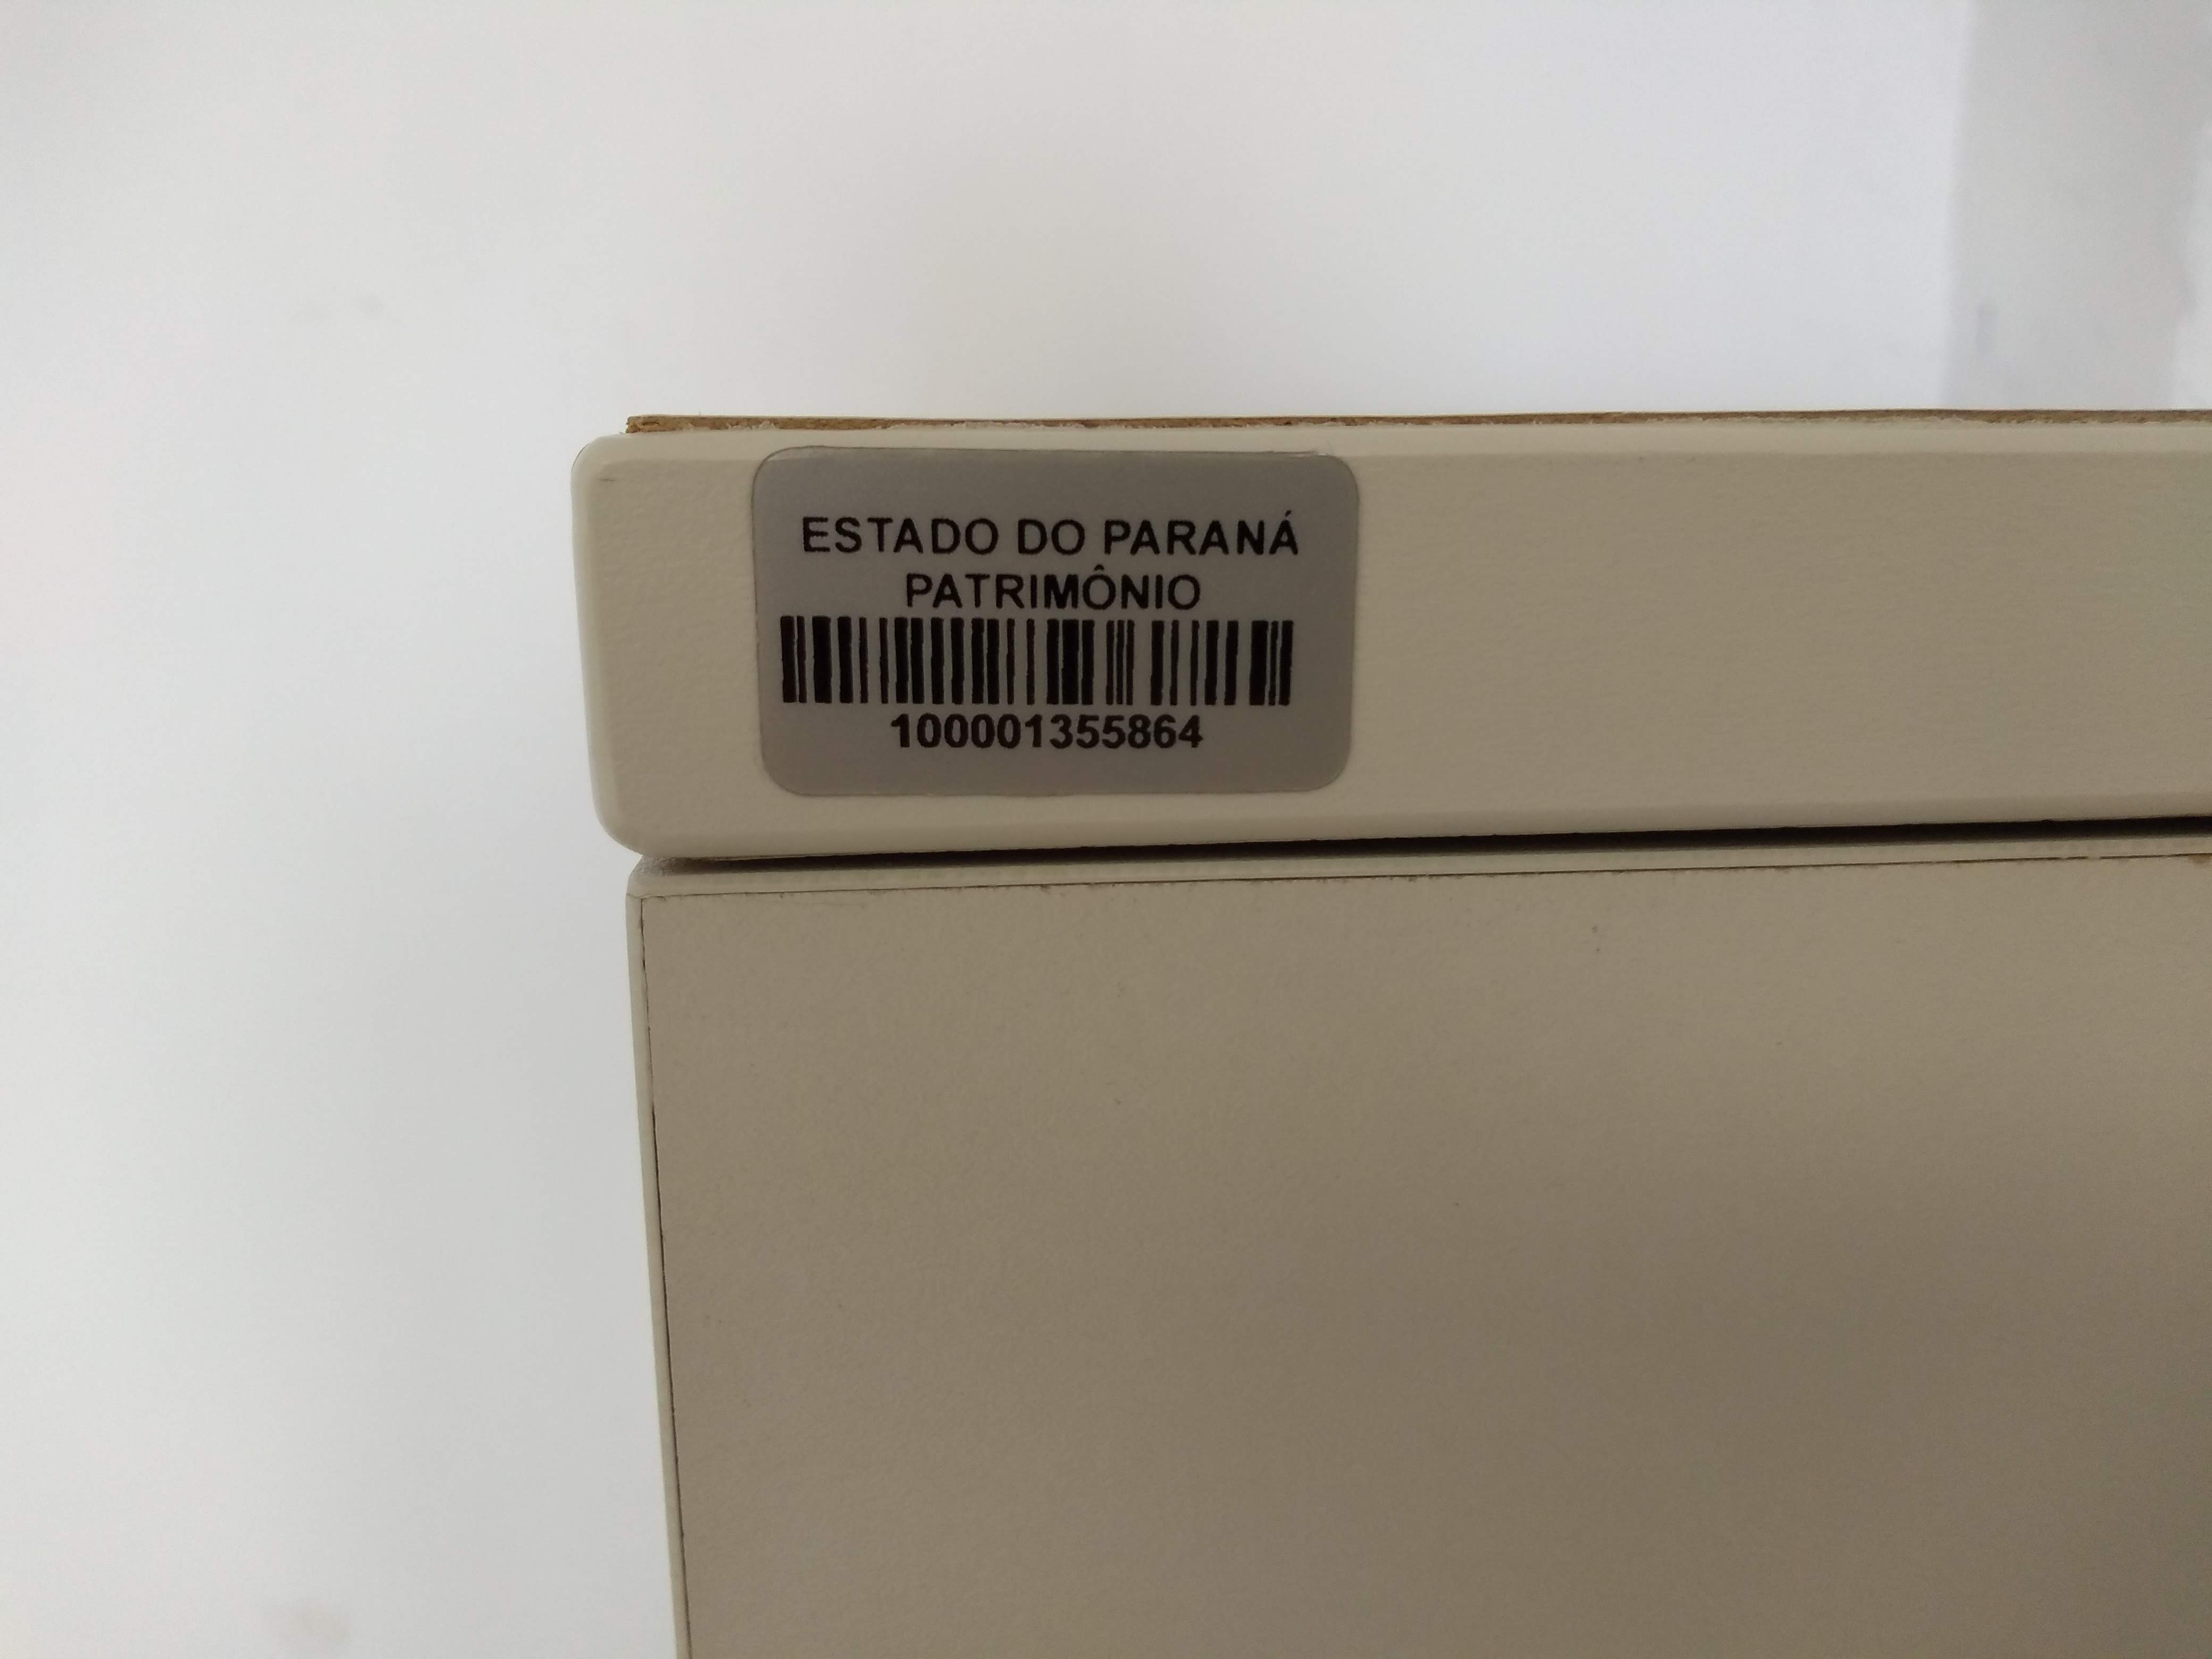 ESTADO DO PARANÁ
PATRIMÔNIO
100001355864